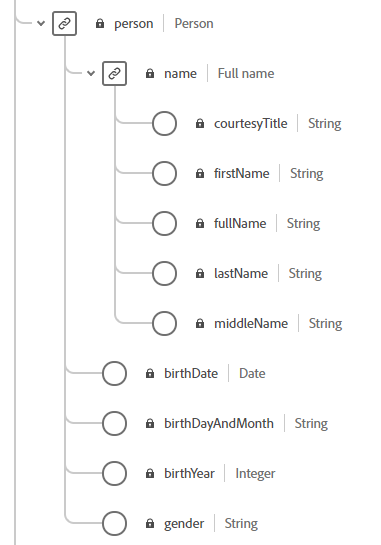 person Person
name Full name
courtesyTitle String
firstName String
fullName String
lastName String
middleName String
birthDate Date
birthDayAndMonth String
birthYear Integer
gender String